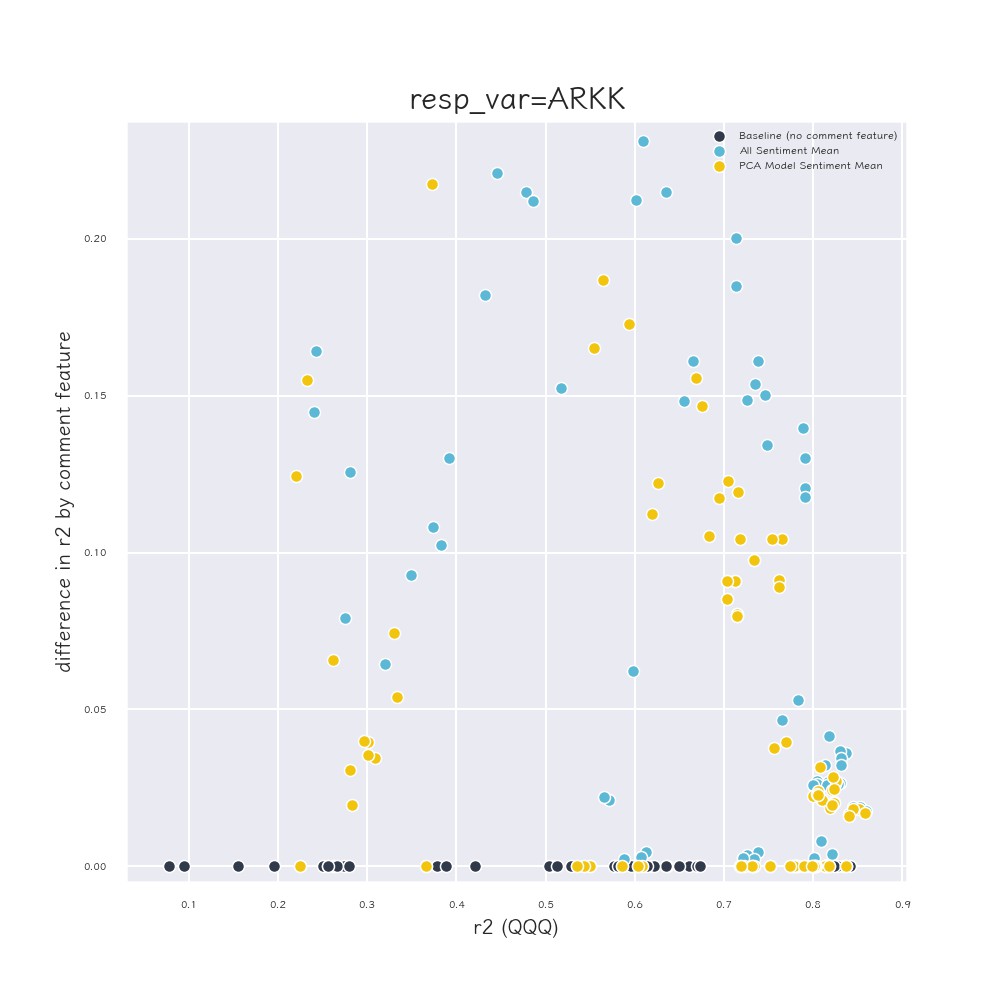 resp_var=ARKK
Baseline (no comment feature)
All Sentiment Mean
PCA Model Sentiment Mean
difference in r2 by comment feature
0.20
0.15
0.10
0.05
0.00
0.1 0.2 0.3 0.4 0.5 0.6 0.7 0.8 0.9
r2 (QQQ)